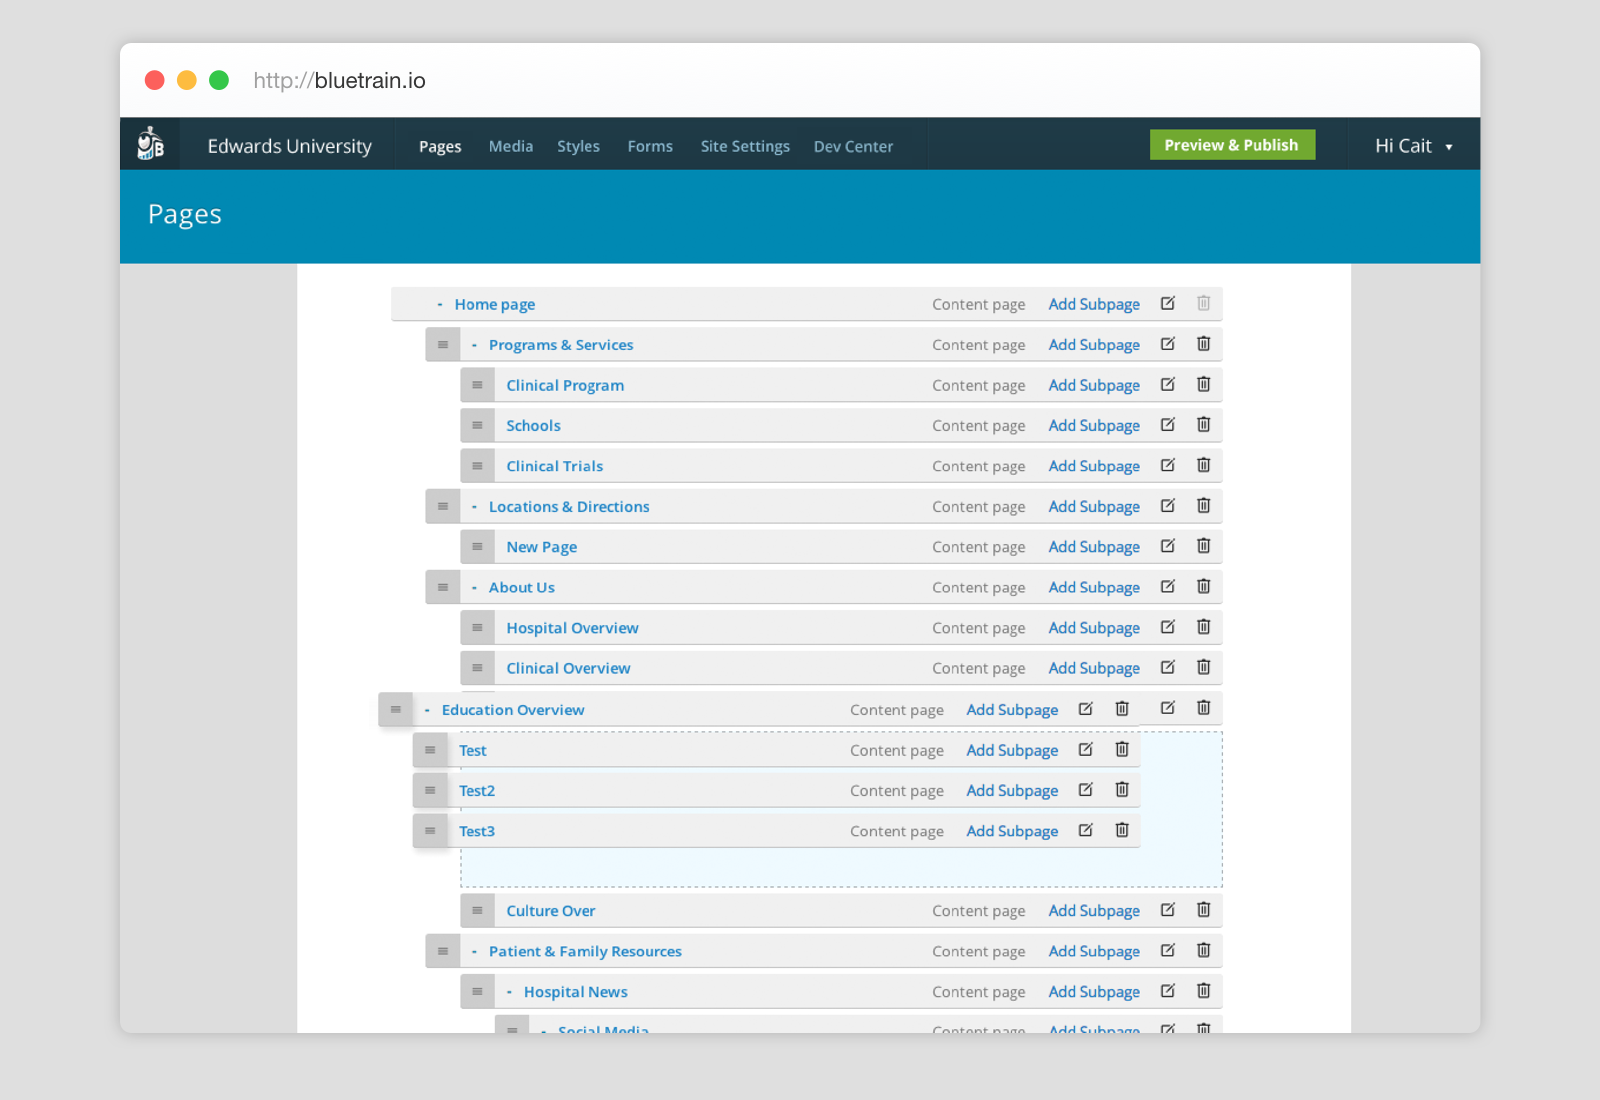 http://bluetrain.io
B Edwards University Pages Media Styles Forms Site Settings Dev Center Preview & Publish Hi Cait
Pages
- Home page Content page Add Subpage
- Programs & Services Content page Add Subpage
Clinical Program Content page Add Subpage
Schools Content page Add Subpage
Clinical Trials Content page Add Subpage
- Locations & Directions Content page Add Subpage
New Page Content page Add Subpage
- About Us Content page Add Subpage
Hospital Overview Content page Add Subpage
Clinical Overview Content page Add Subpage
- Education Overview Content page Add Subpage
Test Content page Add Subpage
Test2 Content page Add Subpage
Test3 Content page Add Subpage
Culture Over Content page Add Subpage
- Patient & Family Resources Content page Add Subpage
- Hospital News Content page Add Subpage
- Social Media Content page Add Subpage